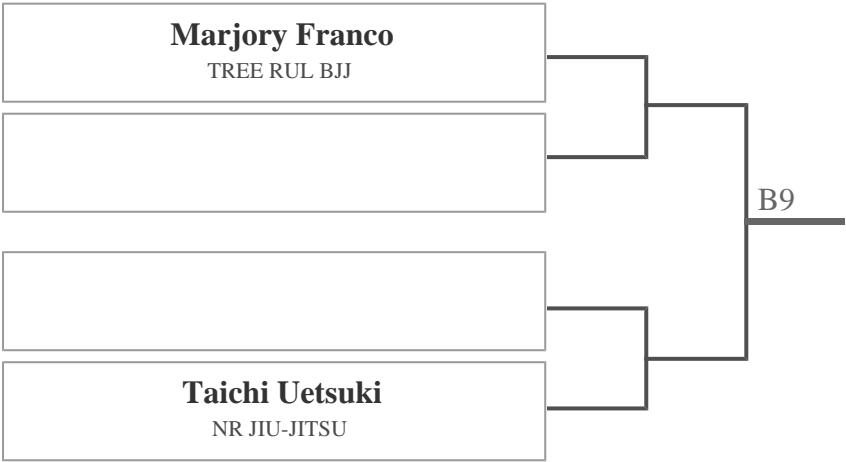 Marjory Franco
TREE RUL BJJ
B9
Taichi Uetsuki
NR JIU-JITSU